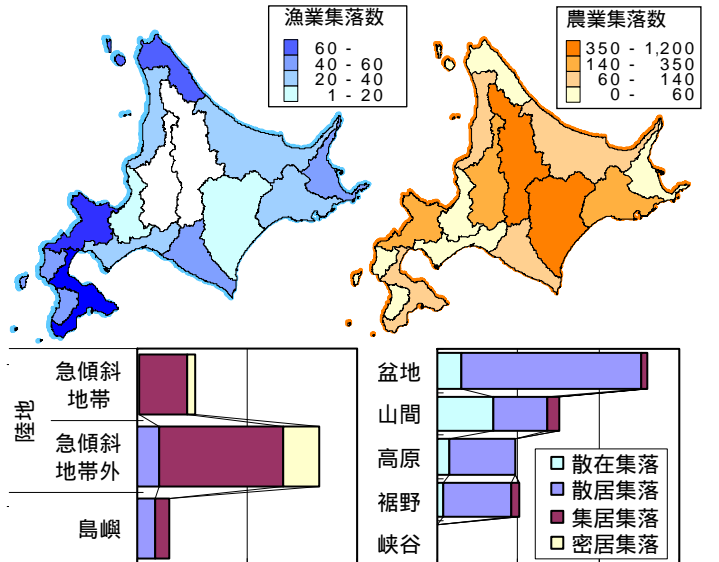 漁業集落数
60 -
40 - 60
20 - 40
1 - 20
農業集落数
350 - 1,200
140 - 350
60 - 140
0 - 60
陸地
急傾斜
地帯
急傾斜
地帯外
島嶼
盆地
山間
高原
裾野
峡谷
散在集落
散居集落
集居集落
密居集落